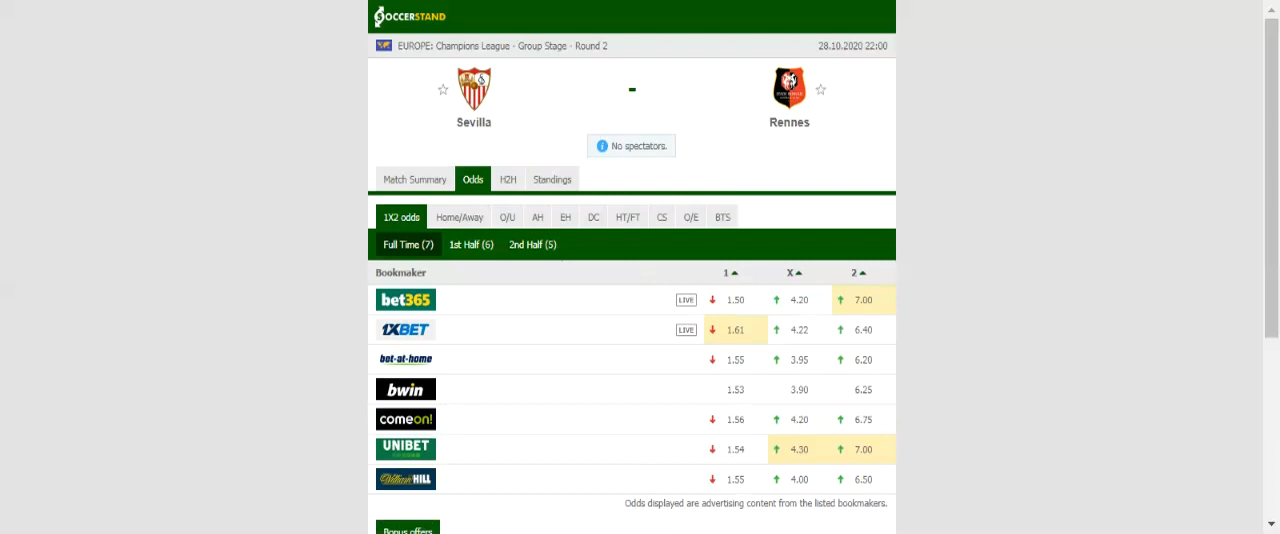 SOCCERSTAND
EUROPE: Champions League - Group Stage - Round 2 28.10.2020 22:00
-
Sevilla Rennes
No spectators.
Match Summary Odds H2H Standings
1X2 odds Home/Away O/U AH EH DC HT/FT CS O/E BTS
Full Time (7) 1st Half (6) 2nd Half (5)
Bookmaker 1 X 2
bet365 LIVE 1.50 4.20 7.00
1XBET LIVE 1.61 4.22 6.40
bet-at-home 1.55 3.95 6.20
bwin 1.53 3.90 6.25
comeon! 1.56 4.20 6.75
UNIBET 1.54 4.30 7.00
William HILL 1.55 4.00 6.50
Odds displayed are advertising content from the listed bookmakers.
Bonus offers